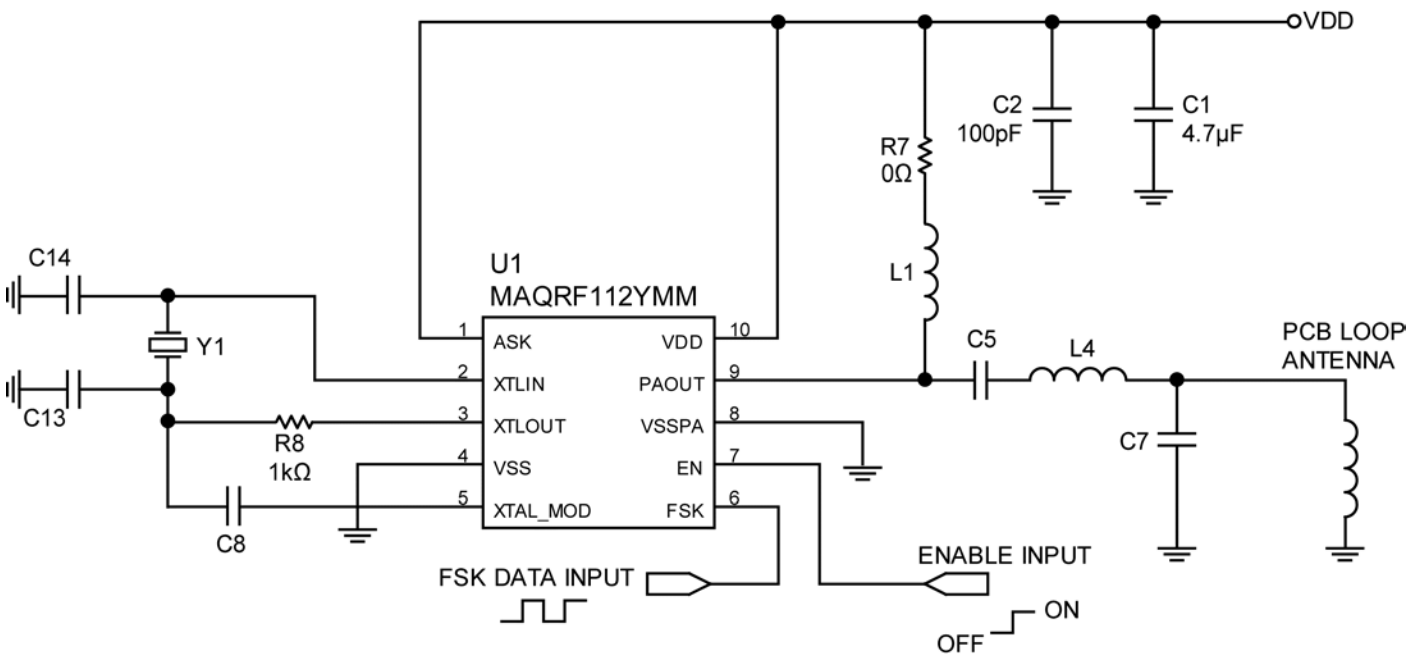 VDD
C2
100pF
C1
4.7µF
R7
0Ω
C14
U1
MAQRF112YMM
L1
Y1
C5
L4
PCB LOOP
ANTENNA
1
ASK
VDD
10
2
XTLIN
PAOUT
9
C13
3
XTLOUT
VSSPA
8
R8
1kΩ
C7
4
VSS
EN
7
5
XTAL_MOD
FSK
6
C8
FSK DATA INPUT
ENABLE INPUT
ON
OFF